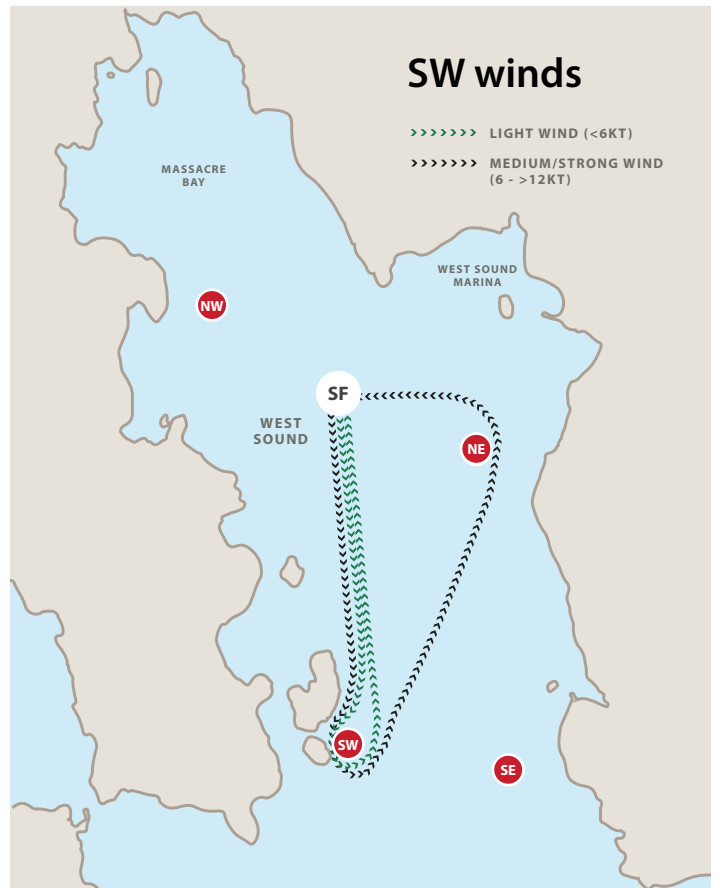 SW winds
LIGHT WIND (<6KT)
MEDIUM/STRONG WIND
(6 - >12KT)
MASSACRE
BAY
WEST SOUND
MARINA
NW
SF
WEST
SOUND
NE
SW
SE